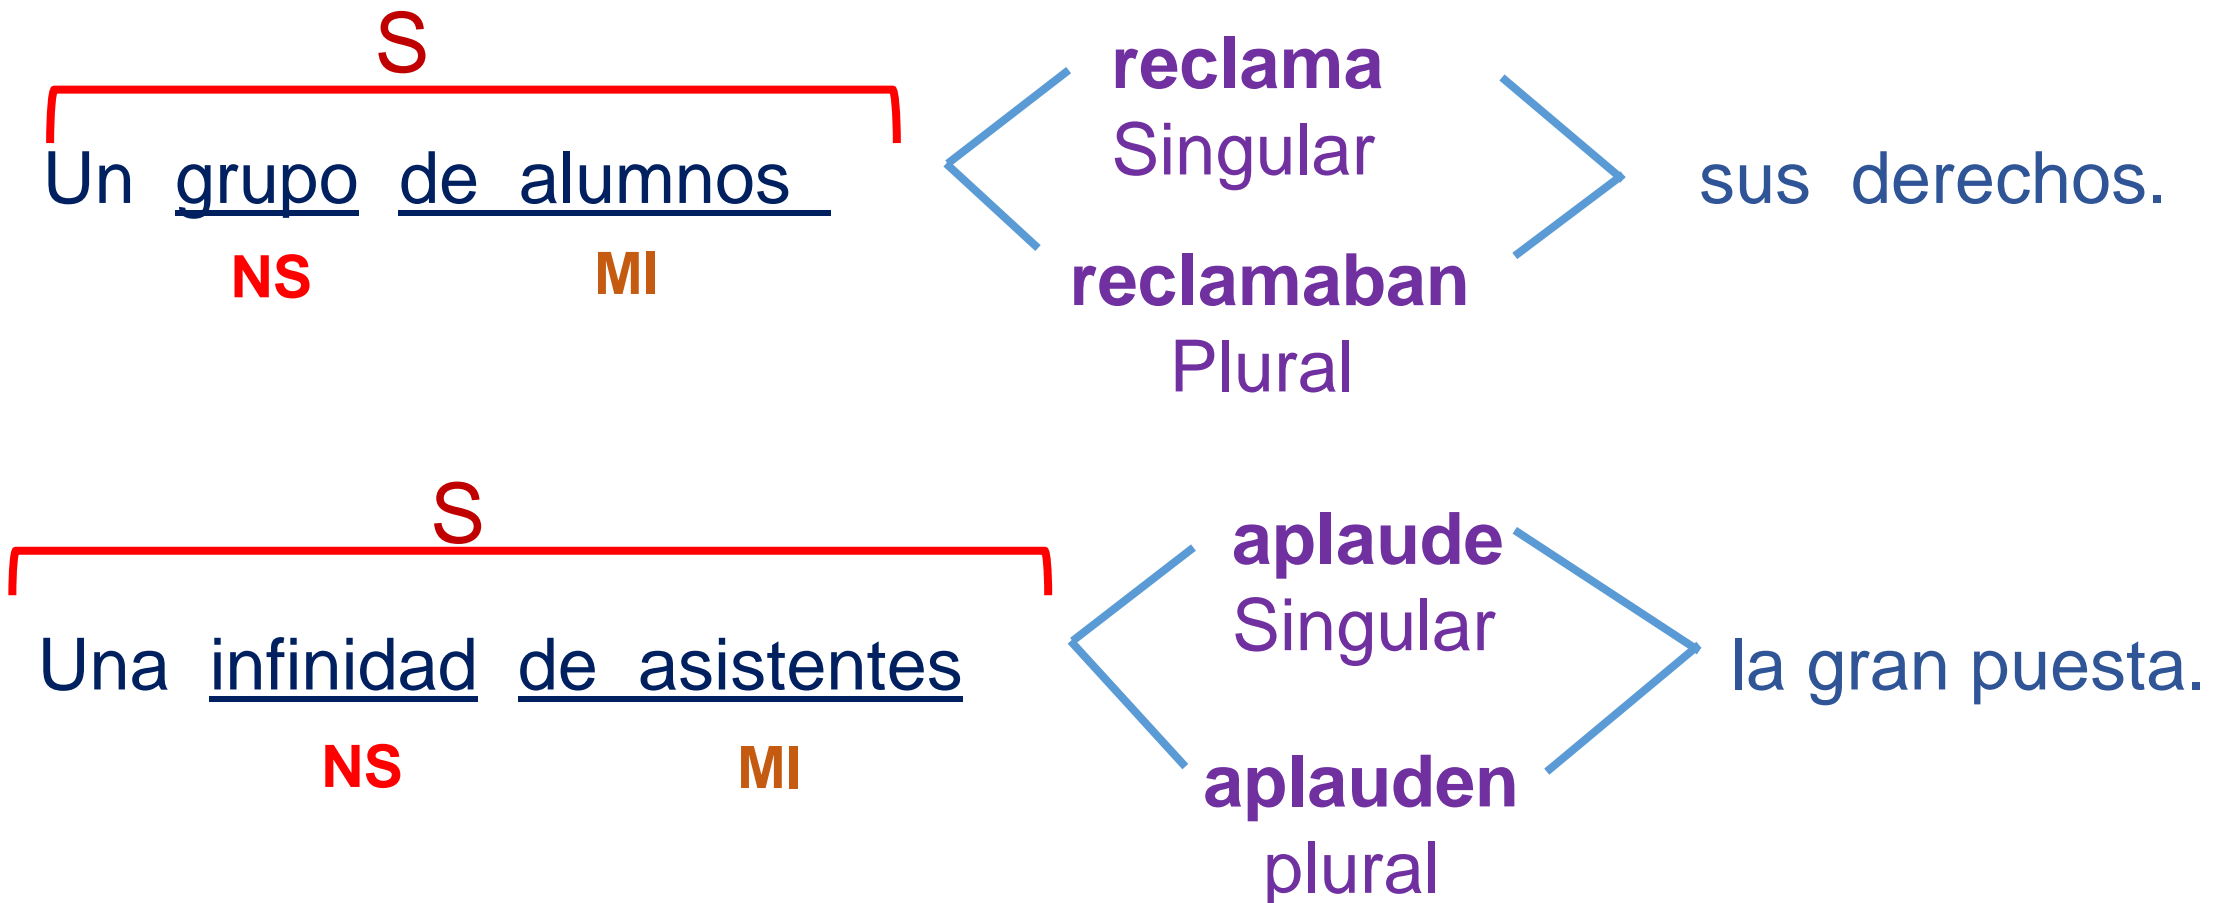 S
Un grupo de alumnos
NS MI
reclama
Singular
reclamaban
Plural
sus derechos.
S
Una infinidad de asistentes
NS MI
aplaude
Singular
aplauden
plural
la gran puesta.